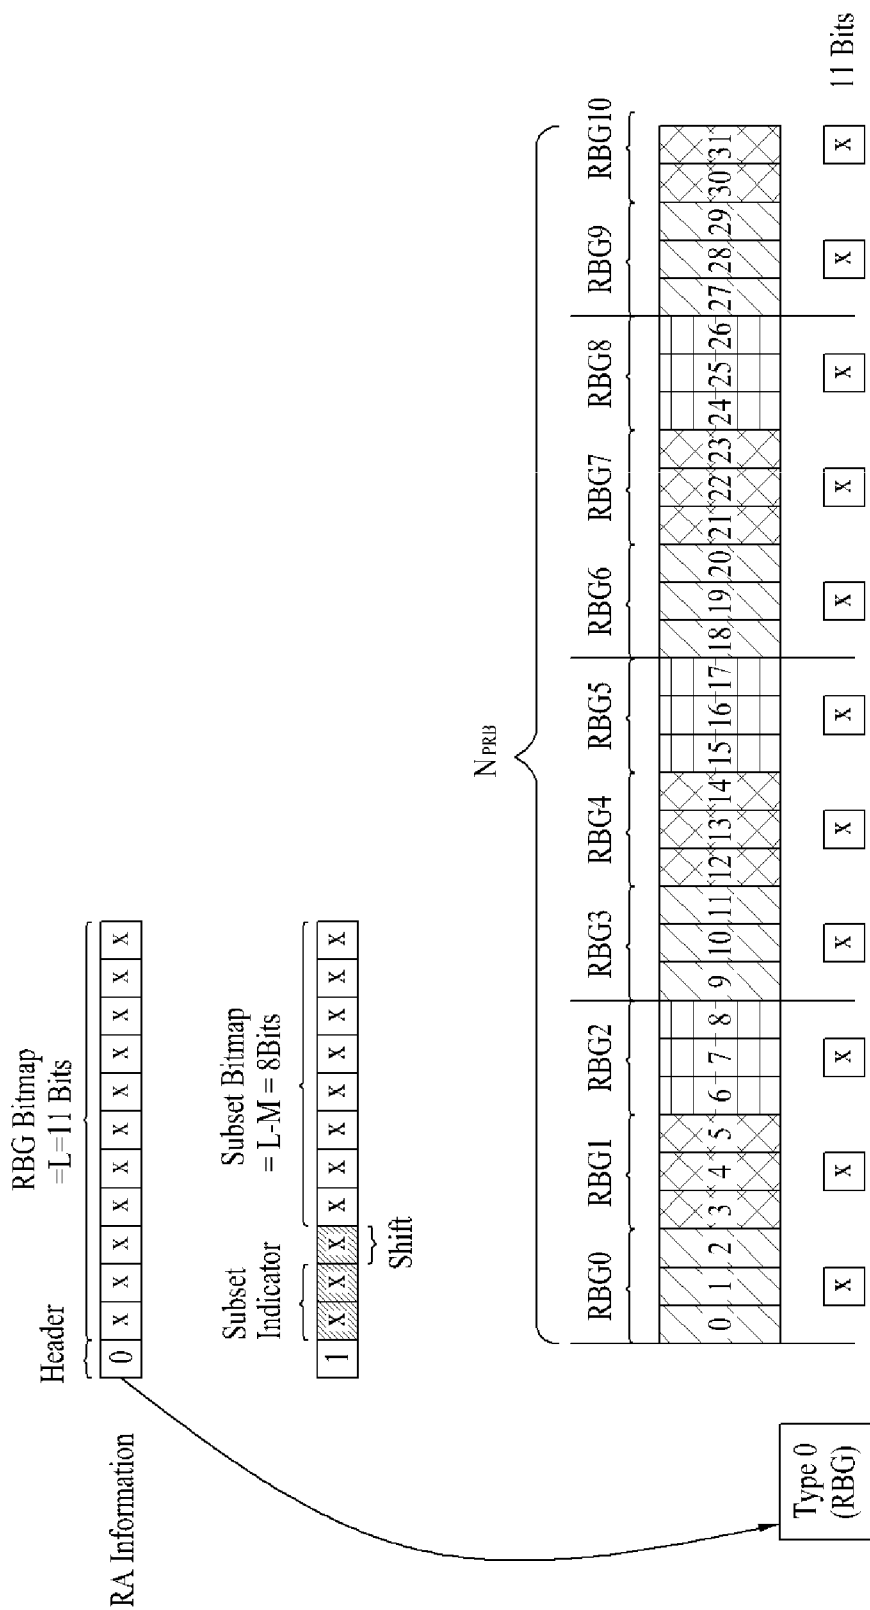 RBG Bitmap
=L=11 Bits
Header
RA Information
0 X X X X X X X X X X X
Subset
Indicator
Subset Bitmap
= L-M = 8Bits
1 X X X X X X X X X X X
Shift
NPRB
RBG0 RBG1 RBG2 RBG3 RBG4 RBG5 RBG6 RBG7 RBG8 RBG9 RBG10
0 1 2 3 4 5 6 7 8 9 10 11 12 13 14 15 16 17 18 19 20 21 22 23 24 25 26 27 28 29 30 31
Type 0
(RBG)
X X X X X X X X X X X 11 Bits